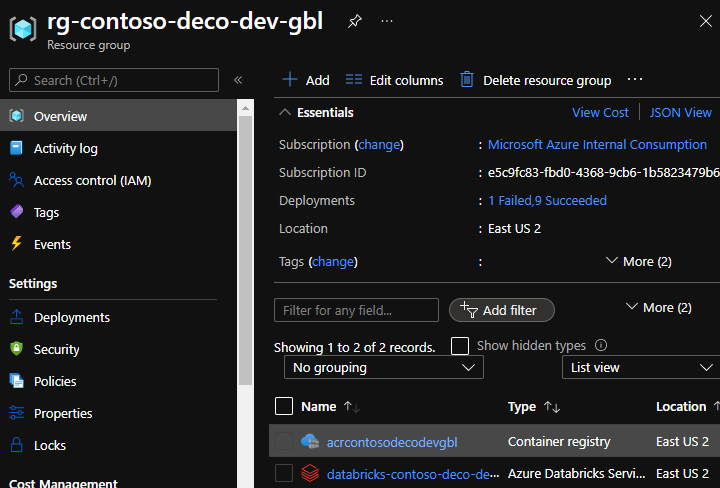 rg-contoso-deco-dev-gbl
Resource group
Search (Ctrl+/)
Overview
Activity log
Access control (IAM)
Tags
Events
Settings
Deployments
Security
Policies
Properties
Locks
Cost Management
Add
Edit columns
Delete resource group
Essentials
View Cost
JSON View
Subscription (change)
: Microsoft Azure Internal Consumption
Subscription ID
: e5c9fc83-fbd0-4368-9cb6-1b5823479b6
Deployments
: 1 Failed,9 Succeeded
Location
: East US 2
Tags (change)
:
More (2)
Filter for any field...
Add filter
More (2)
Showing 1 to 2 of 2 records.
Show hidden types
No grouping
List view
Name
Type
Location
acrcontosodecodevgbl
Container registry
East US 2
databricks-contoso-deco-de...
Azure Databricks Servi...
East US 2